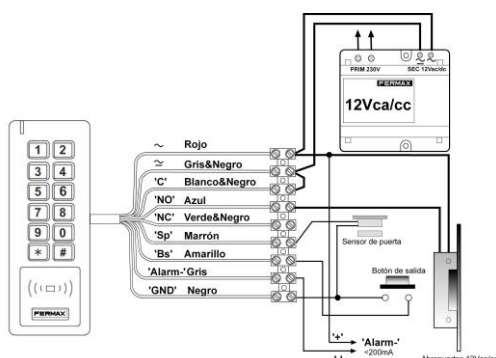 PRIM 230V SEC 12Vac/dc
FERMAX
12Vca/cc
~ Rojo
≃ Gris&Negro
'C' Blanco&Negro
'NO' Azul
'NC' Verde&Negro
'Sp' Marrón
'Bs' Amarillo
'Alarm-' Gris
'GND' Negro
1 2
3 4
5 6
7 8
9 0
* #
FERMAX
Sensor de puerta
Botón de salida
'+' 'Alarm-'
<200mA